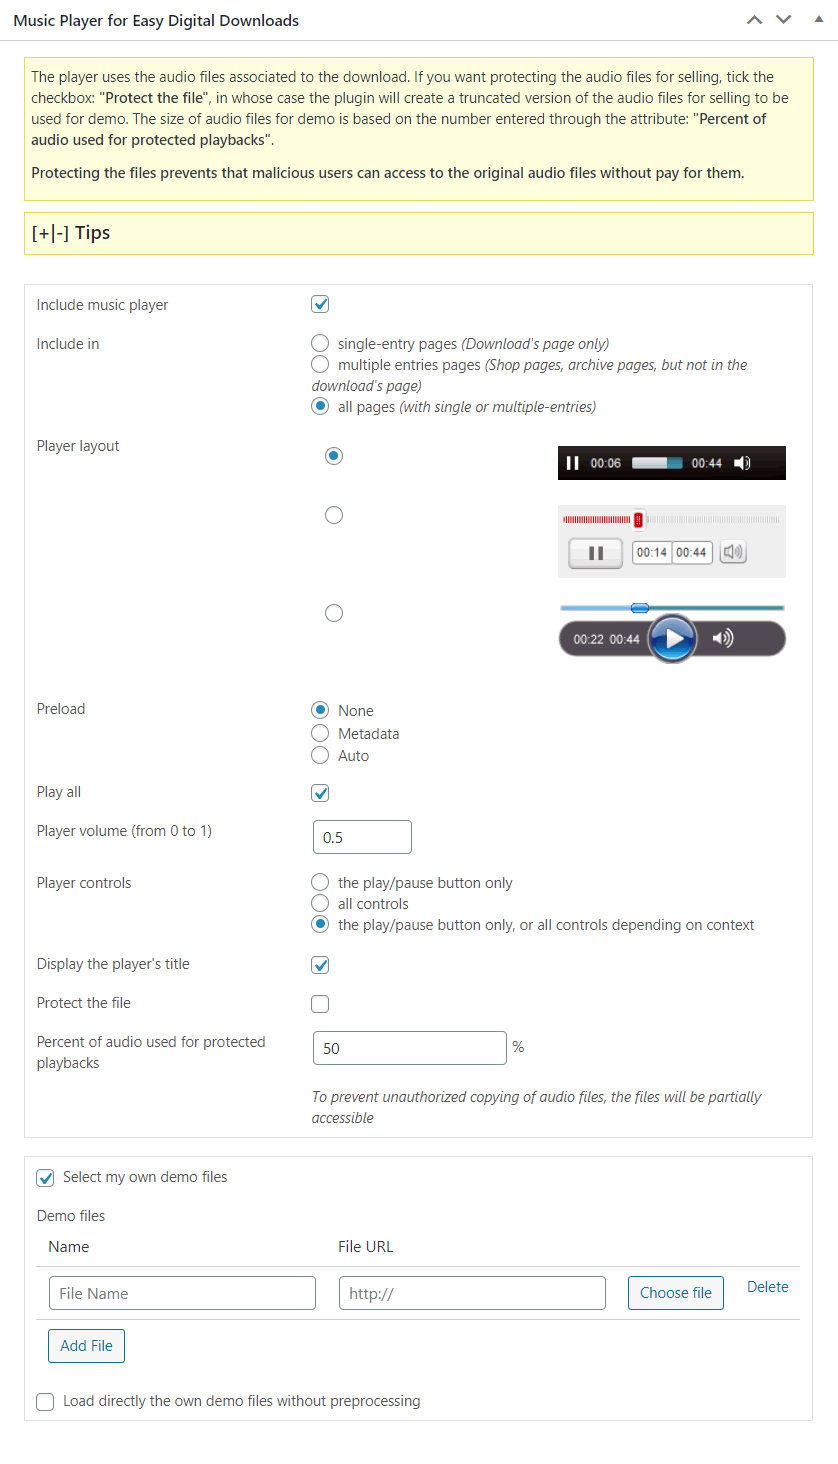 Music Player for Easy Digital Downloads
The player uses the audio files associated to the download. If you want protecting the audio files for selling, tick the
checkbox: "Protect the file", in whose case the plugin will create a truncated version of the audio files for selling to be
used for demo. The size of audio files for demo is based on the number entered through the attribute: "Percent of
audio used for protected playbacks".
Protecting the files prevents that malicious users can access to the original audio files without pay for them.
[+|-] Tips
Include music player
Include in
single-entry pages (Download's page only)
multiple entries pages (Shop pages, archive pages, but not in the
download's page)
all pages (with single or multiple-entries)
Player layout
00:06 00:44
00:14 00:44
00:22 00:44
Preload
None
Metadata
Auto
Play all
Player volume (from 0 to 1)
0.5
Player controls
the play/pause button only
all controls
the play/pause button only, or all controls depending on context
Display the player's title
Protect the file
Percent of audio used for protected
playbacks
50 %
To prevent unauthorized copying of audio files, the files will be partially
accessible
Select my own demo files
Demo files
Name File URL
File Name http:// Choose file Delete
Add File
Load directly the own demo files without preprocessing